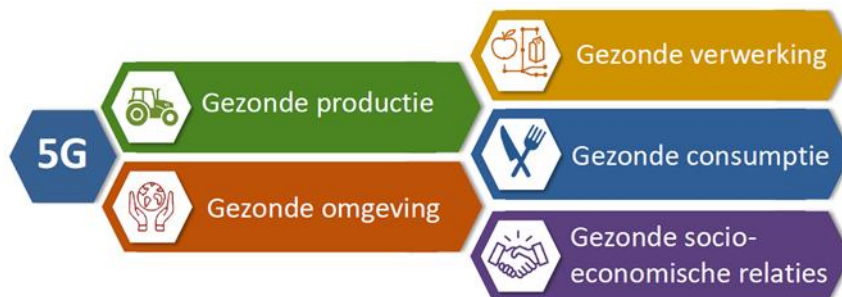 5G
Gezonde productie
Gezonde omgeving
Gezonde verwerking
Gezonde consumptie
Gezonde socio-
economische relaties